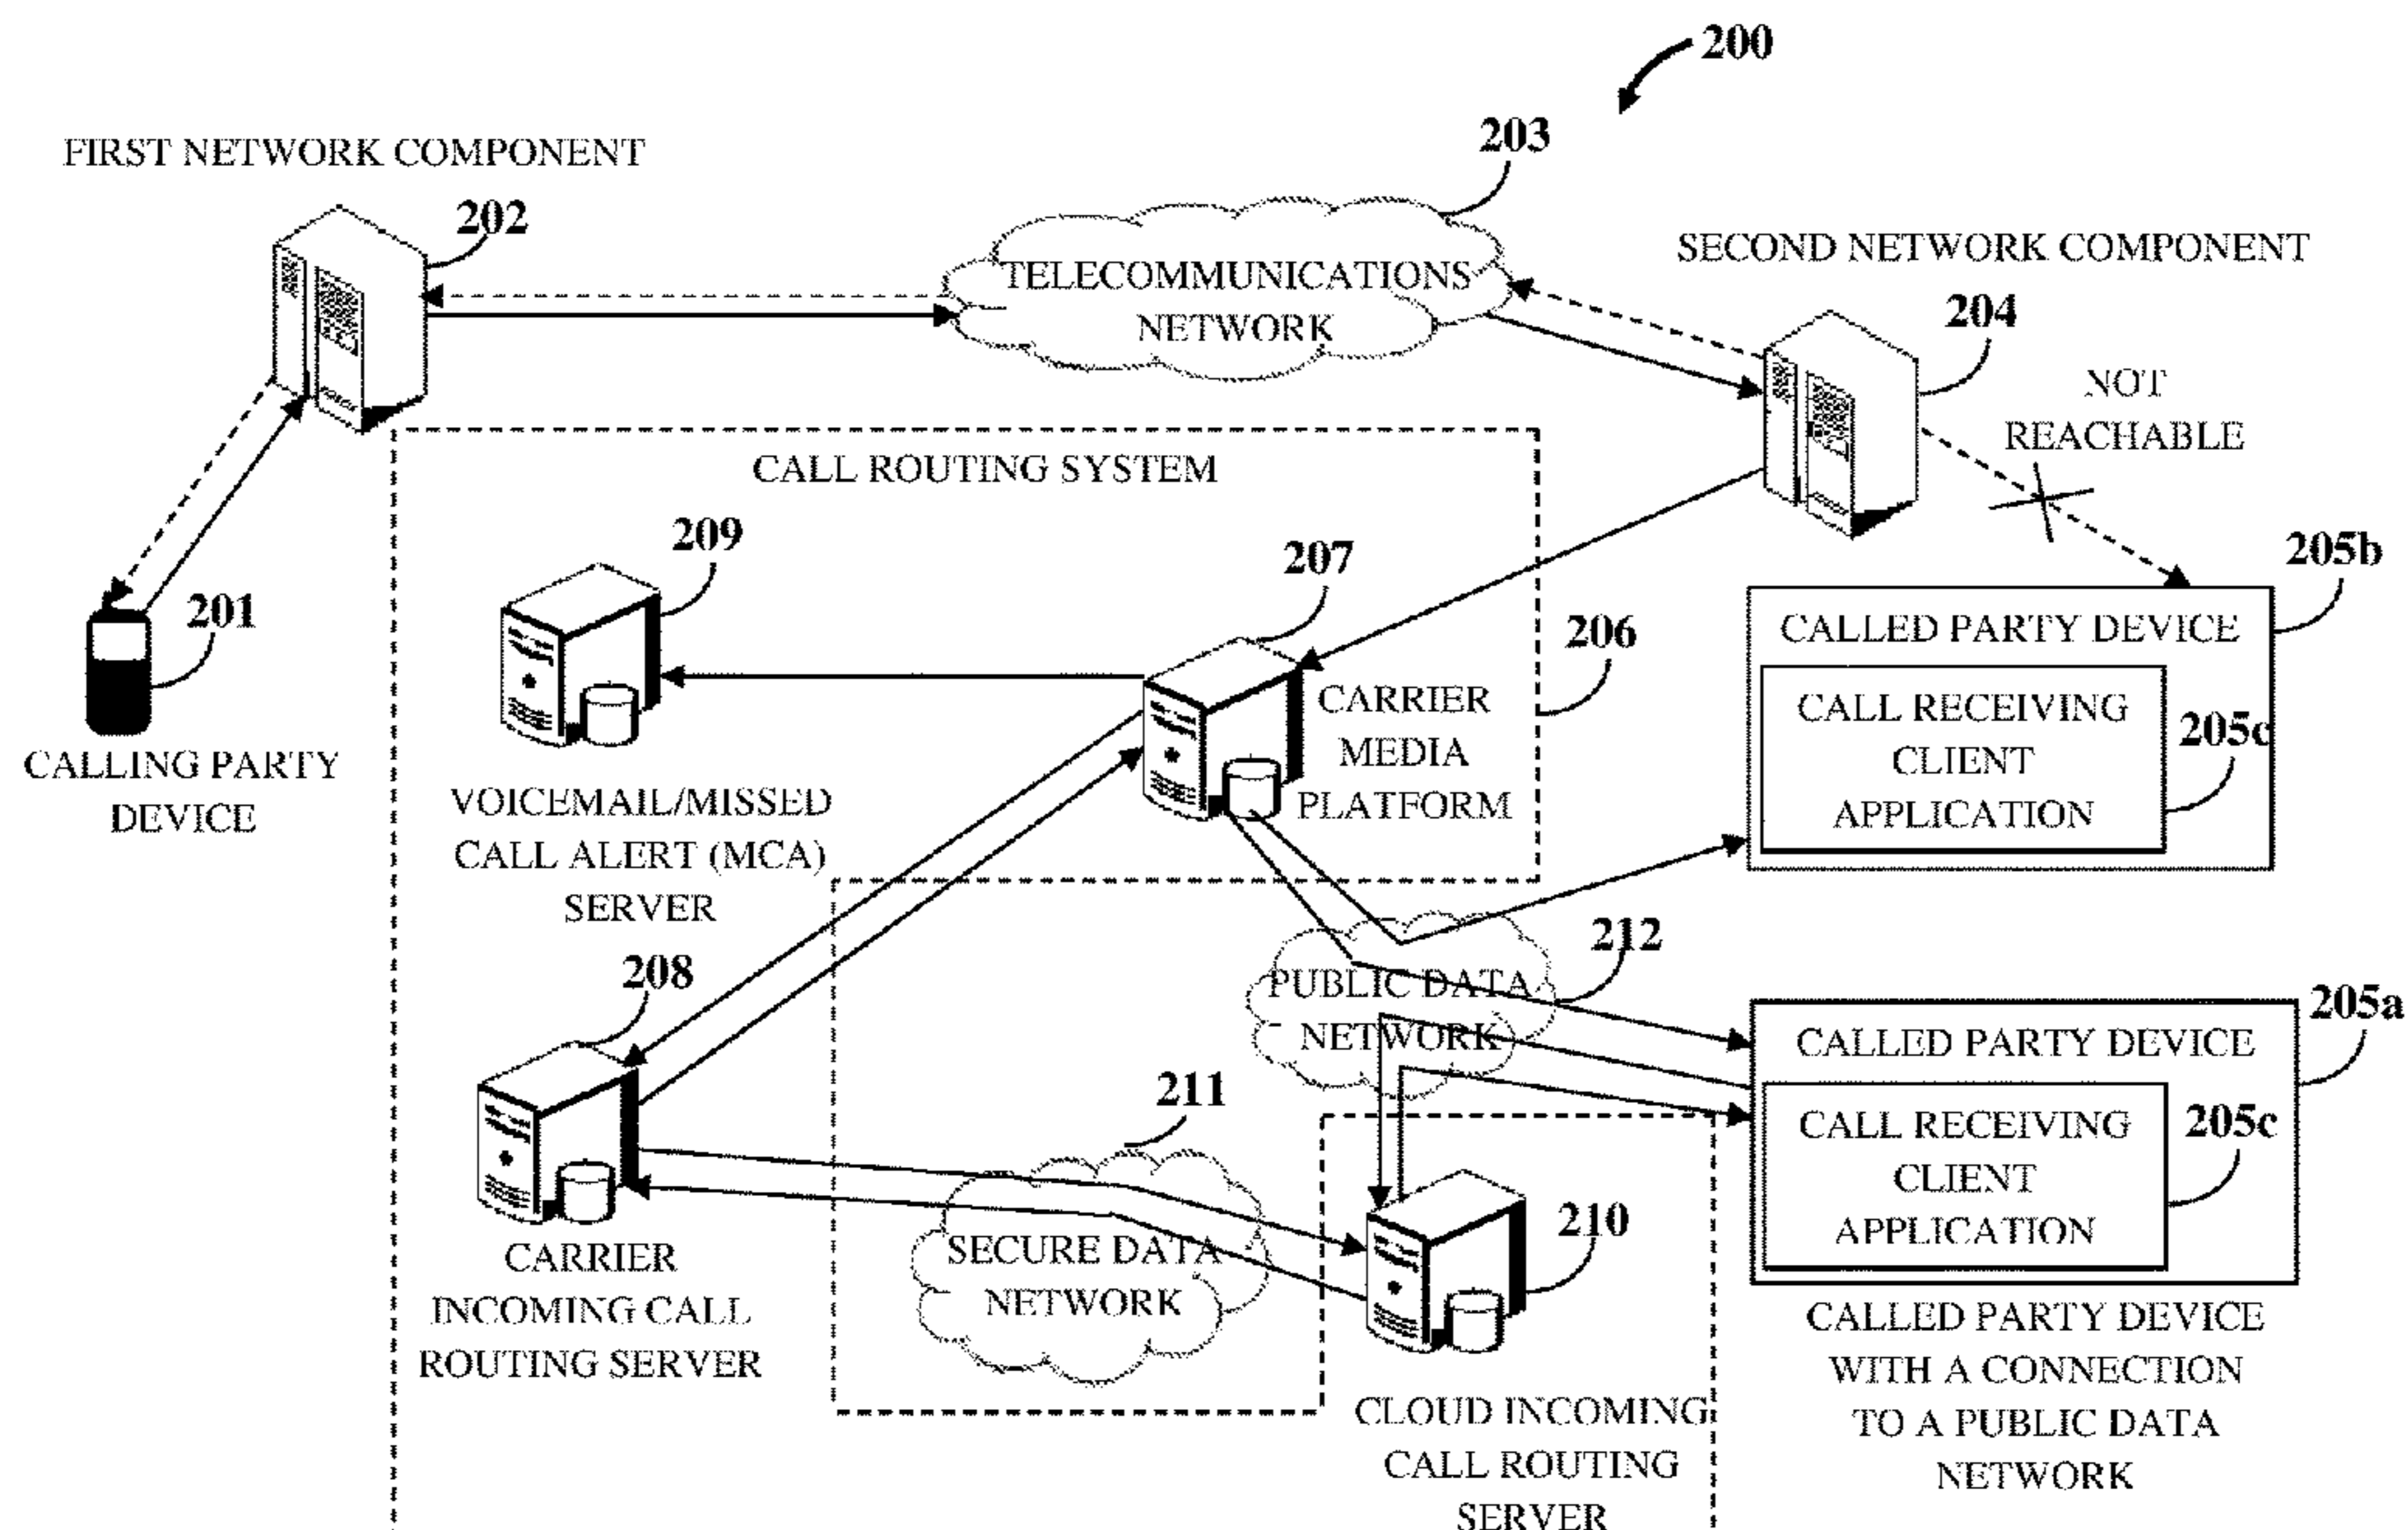 200
203
FIRST NETWORK COMPONENT
202
TELECOMMUNICATIONS
NETWORK
SECOND NETWORK COMPONENT
204
NOT
REACHABLE
CALL ROUTING SYSTEM
209
207
205b
201
206
CALLED PARTY DEVICE
CALL RECEIVING
CLIENT
APPLICATION
205c
CARRIER
MEDIA
PLATFORM
CALLING PARTY
DEVICE
VOICEMAIL/MISSED
CALL ALERT (MCA)
SERVER
212
208
PUBLIC DATA
NETWORK
205a
CALLED PARTY DEVICE
211
CALL RECEIVING
CLIENT
APPLICATION
205c
210
SECURE DATA
NETWORK
CARRIER
INCOMING CALL
ROUTING SERVER
CALLED PARTY DEVICE
WITH A CONNECTION
TO A PUBLIC DATA
NETWORK
CLOUD INCOMING
CALL ROUTING
SERVER